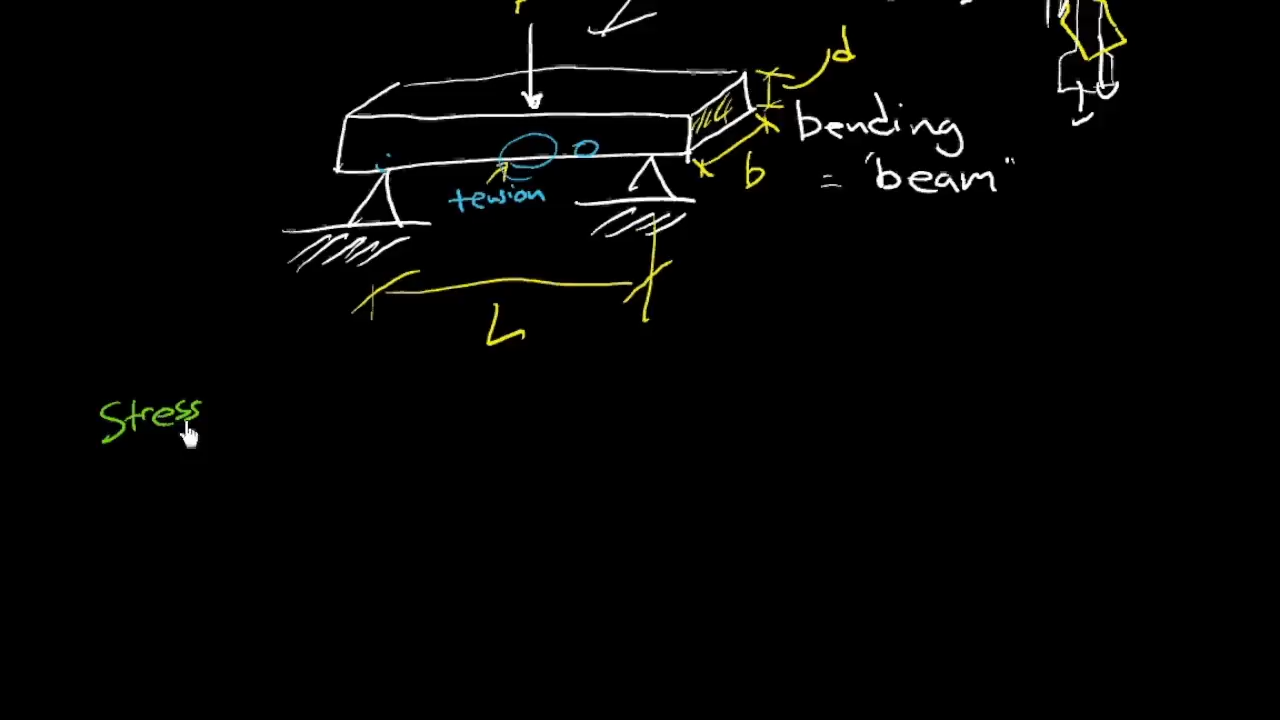 d
bending
b
= "beam"
tension
L
Stress